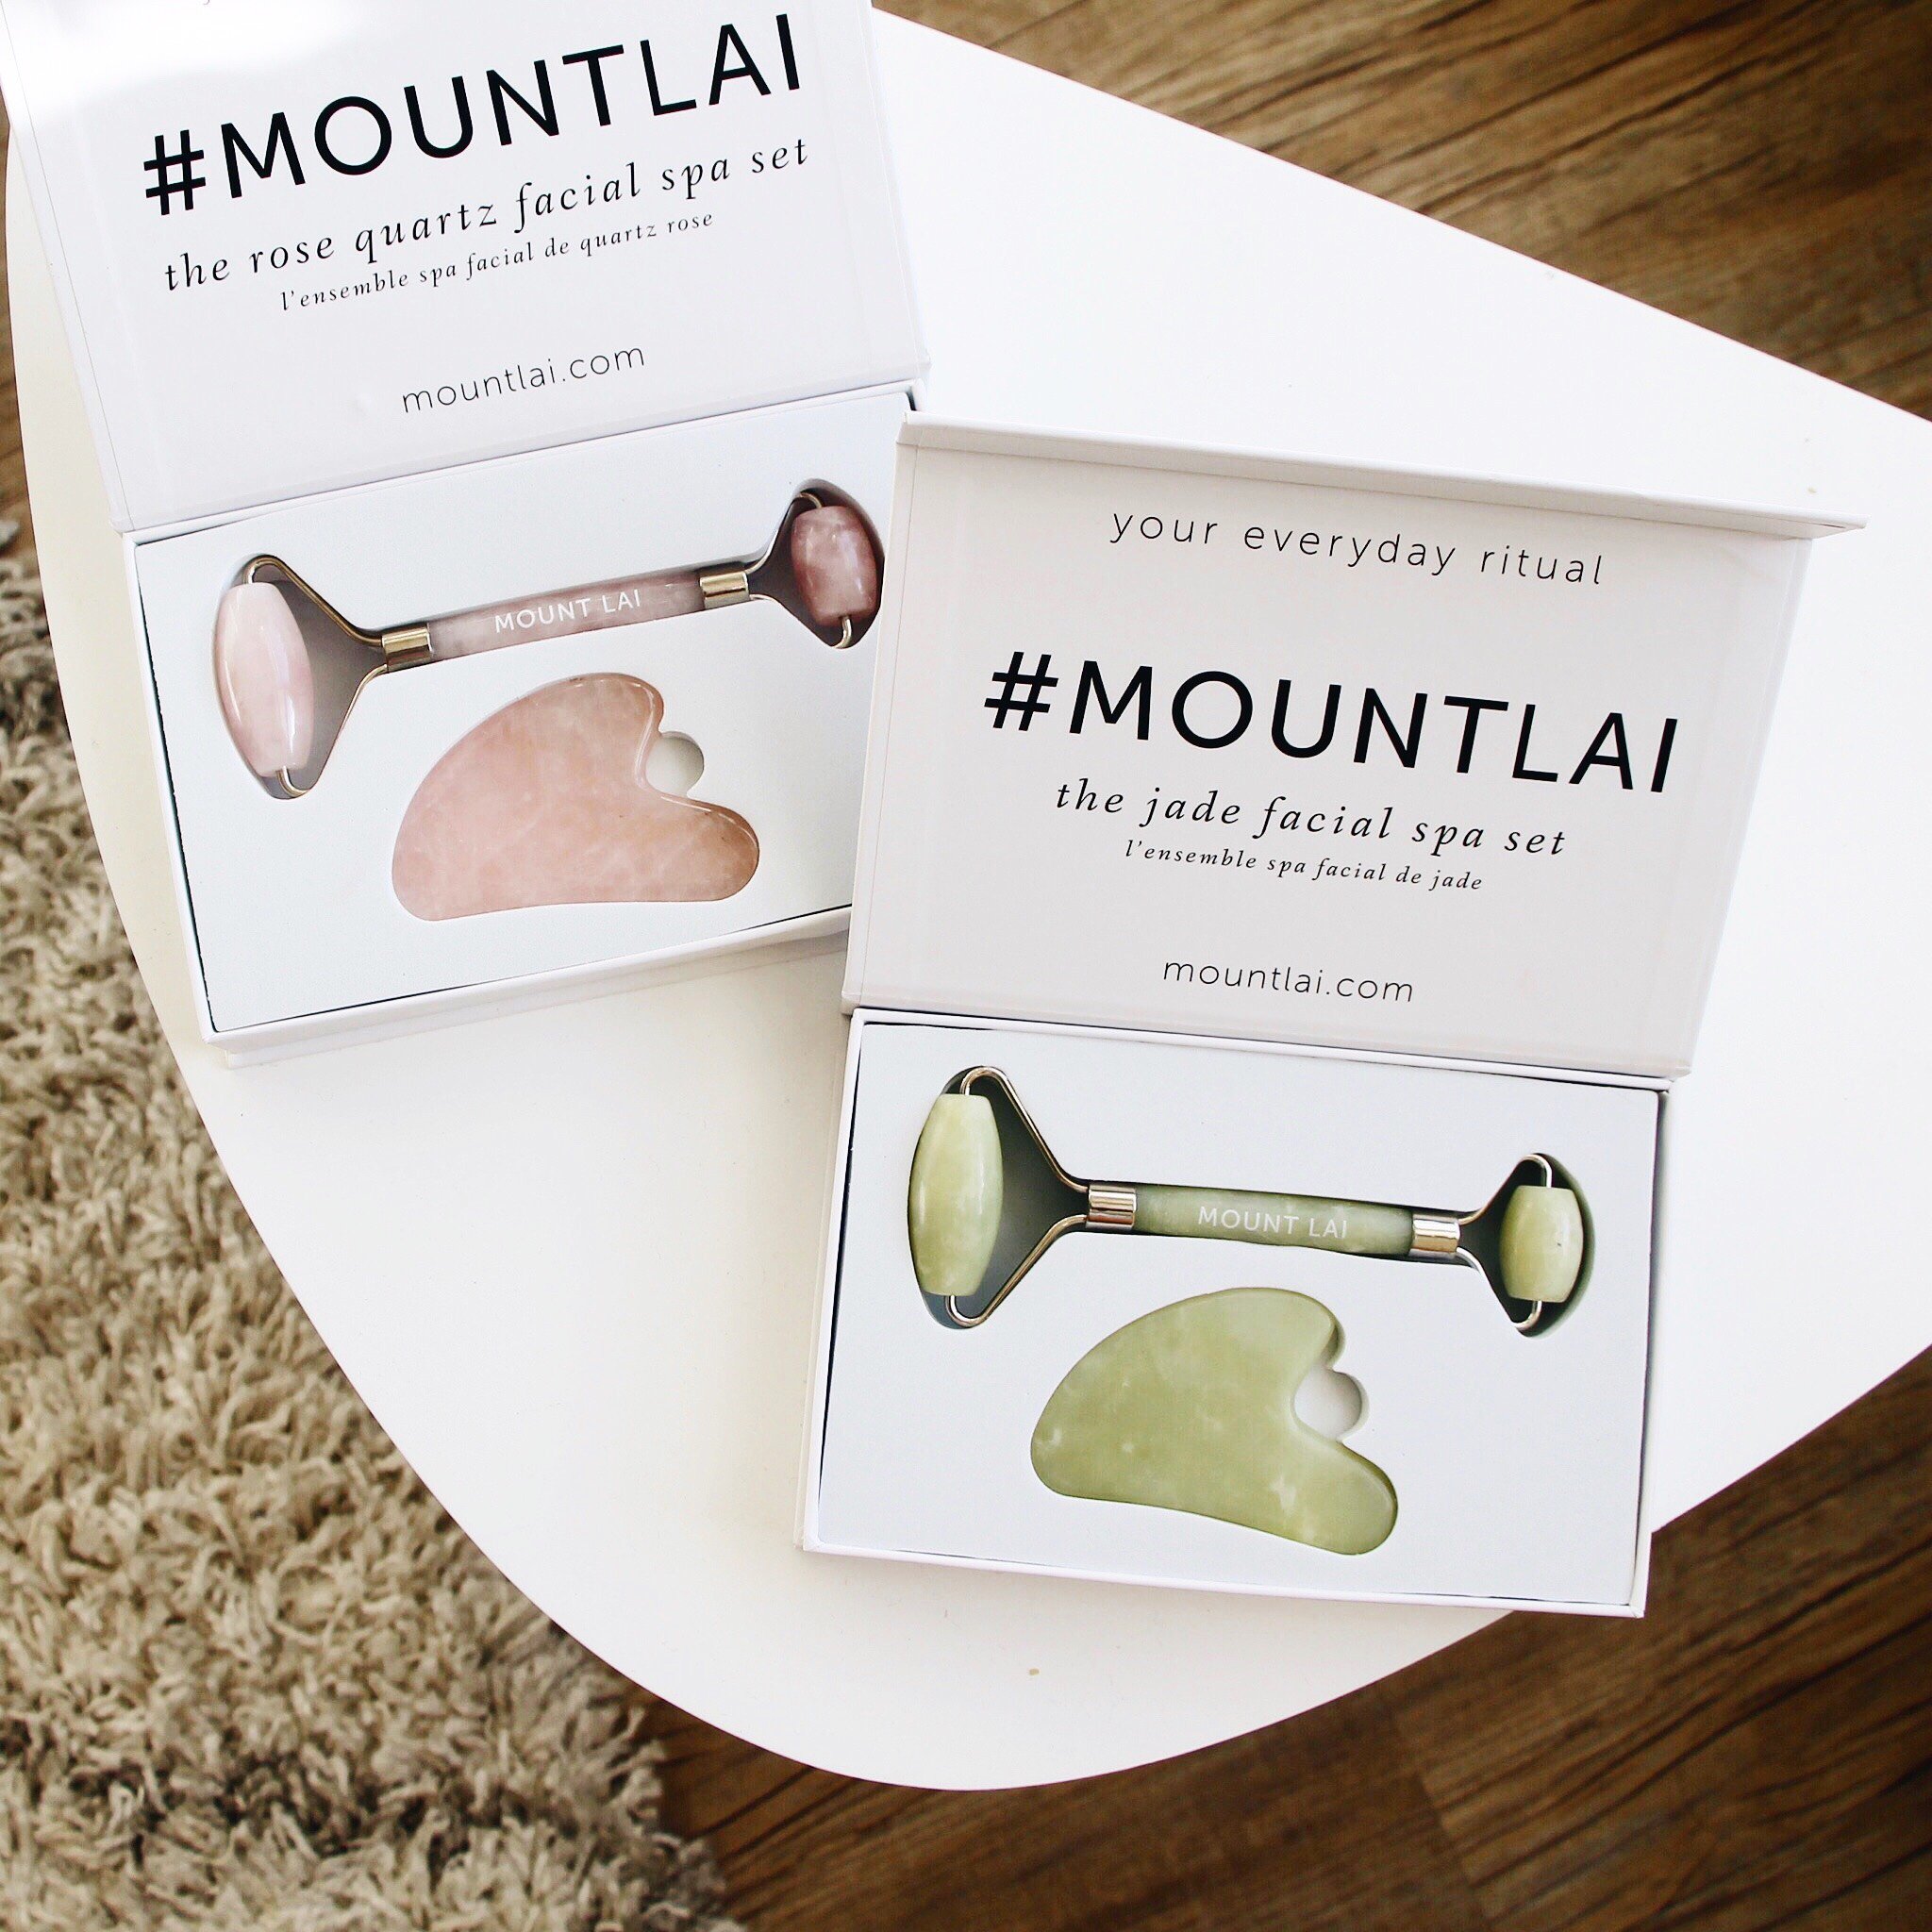 #MOUNTLAI
the rose quartz facial spa set
l'ensemble spa facial de quartz rose
mountlai.com
MOUNT LAI
your everyday ritual
#MOUNTLAI
the jade facial spa set
l'ensemble spa facial de jade
mountlai.com
MOUNT LAI